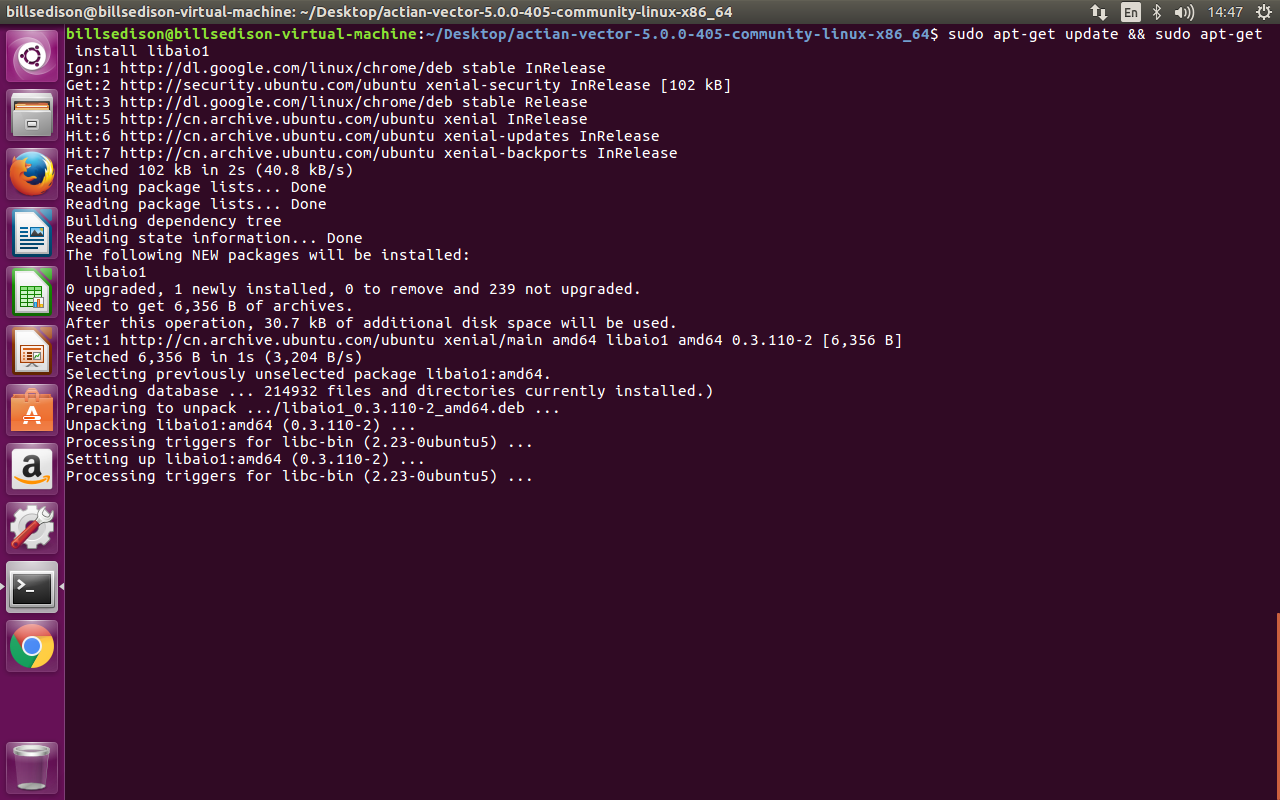 billsedison@billsedison-virtual-machine: ~/Desktop/actian-vector-5.0.0-405-community-linux-x86_64
En
14:47
billsedison@billsedison-virtual-machine:~/Desktop/actian-vector-5.0.0-405-community-linux-x86_64$ sudo apt-get update && sudo apt-get
install libaio1
Ign:1 http://dl.google.com/linux/chrome/deb stable InRelease
Get:2 http://security.ubuntu.com/ubuntu xenial-security InRelease [102 kB]
Hit:3 http://dl.google.com/linux/chrome/deb stable Release
Hit:5 http://cn.archive.ubuntu.com/ubuntu xenial InRelease
Hit:6 http://cn.archive.ubuntu.com/ubuntu xenial-updates InRelease
Hit:7 http://cn.archive.ubuntu.com/ubuntu xenial-backports InRelease
Fetched 102 kB in 2s (40.8 kB/s)
Reading package lists... Done
Reading package lists... Done
Building dependency tree
Reading state information... Done
The following NEW packages will be installed:
libaio1
0 upgraded, 1 newly installed, 0 to remove and 239 not upgraded.
Need to get 6,356 B of archives.
After this operation, 30.7 kB of additional disk space will be used.
Get:1 http://cn.archive.ubuntu.com/ubuntu xenial/main amd64 libaio1 amd64 0.3.110-2 [6,356 B]
Fetched 6,356 B in 1s (3,204 B/s)
Selecting previously unselected package libaio1:amd64.
(Reading database ... 214932 files and directories currently installed.)
Preparing to unpack .../libaio1_0.3.110-2_amd64.deb ...
Unpacking libaio1:amd64 (0.3.110-2) ...
Processing triggers for libc-bin (2.23-0ubuntu5) ...
Setting up libaio1:amd64 (0.3.110-2) ...
Processing triggers for libc-bin (2.23-0ubuntu5) ...